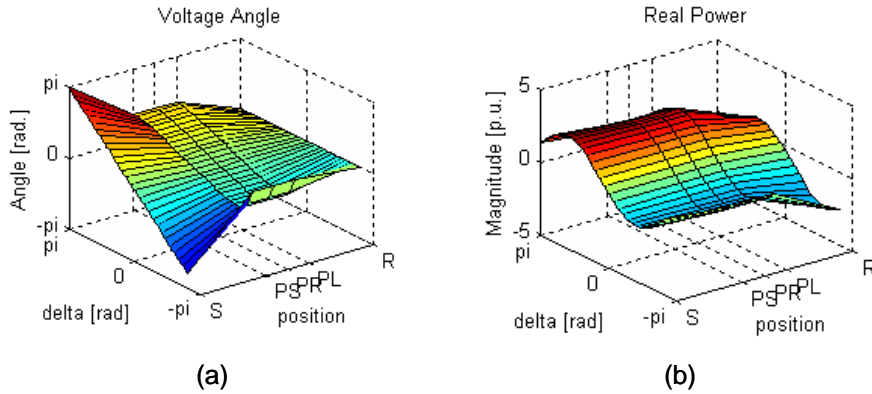 Voltage Angle
pi
0
-pi
Angle [rad.]
pi
0
-pi
delta [rad]
S
PS
PR
PL
R
position
(a)
Real Power
5
0
-5
Magnitude [p.u.]
pi
0
-pi
delta [rad]
S
PS
PR
PL
R
position
(b)